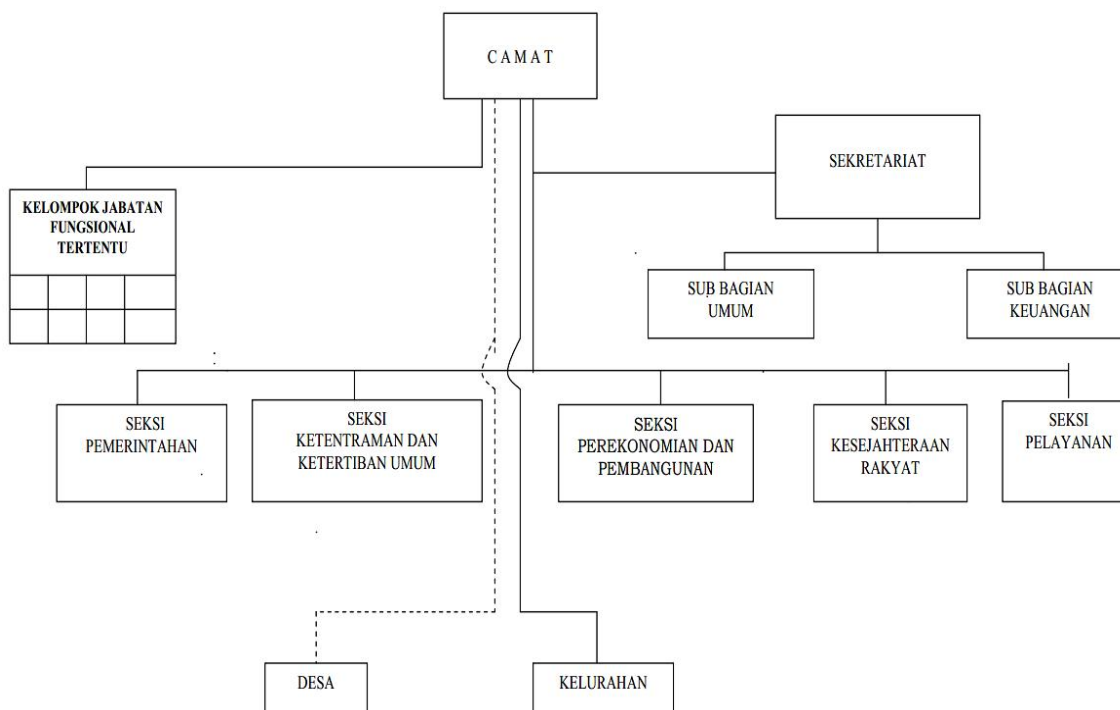 C A M A T
SEKRETARIAT
KELOMPOK JABATAN
FUNGSIONAL
TERTENTU
SUB BAGIAN
UMUM
SUB BAGIAN
KEUANGAN
SEKSI
PEMERINTAHAN
SEKSI
KETENTRAMAN DAN
KETERTIBAN UMUM
SEKSI
PEREKONOMIAN DAN
PEMBANGUNAN
SEKSI
KESEJAHTERAAN
RAKYAT
SEKSI
PELAYANAN
DESA
KELURAHAN